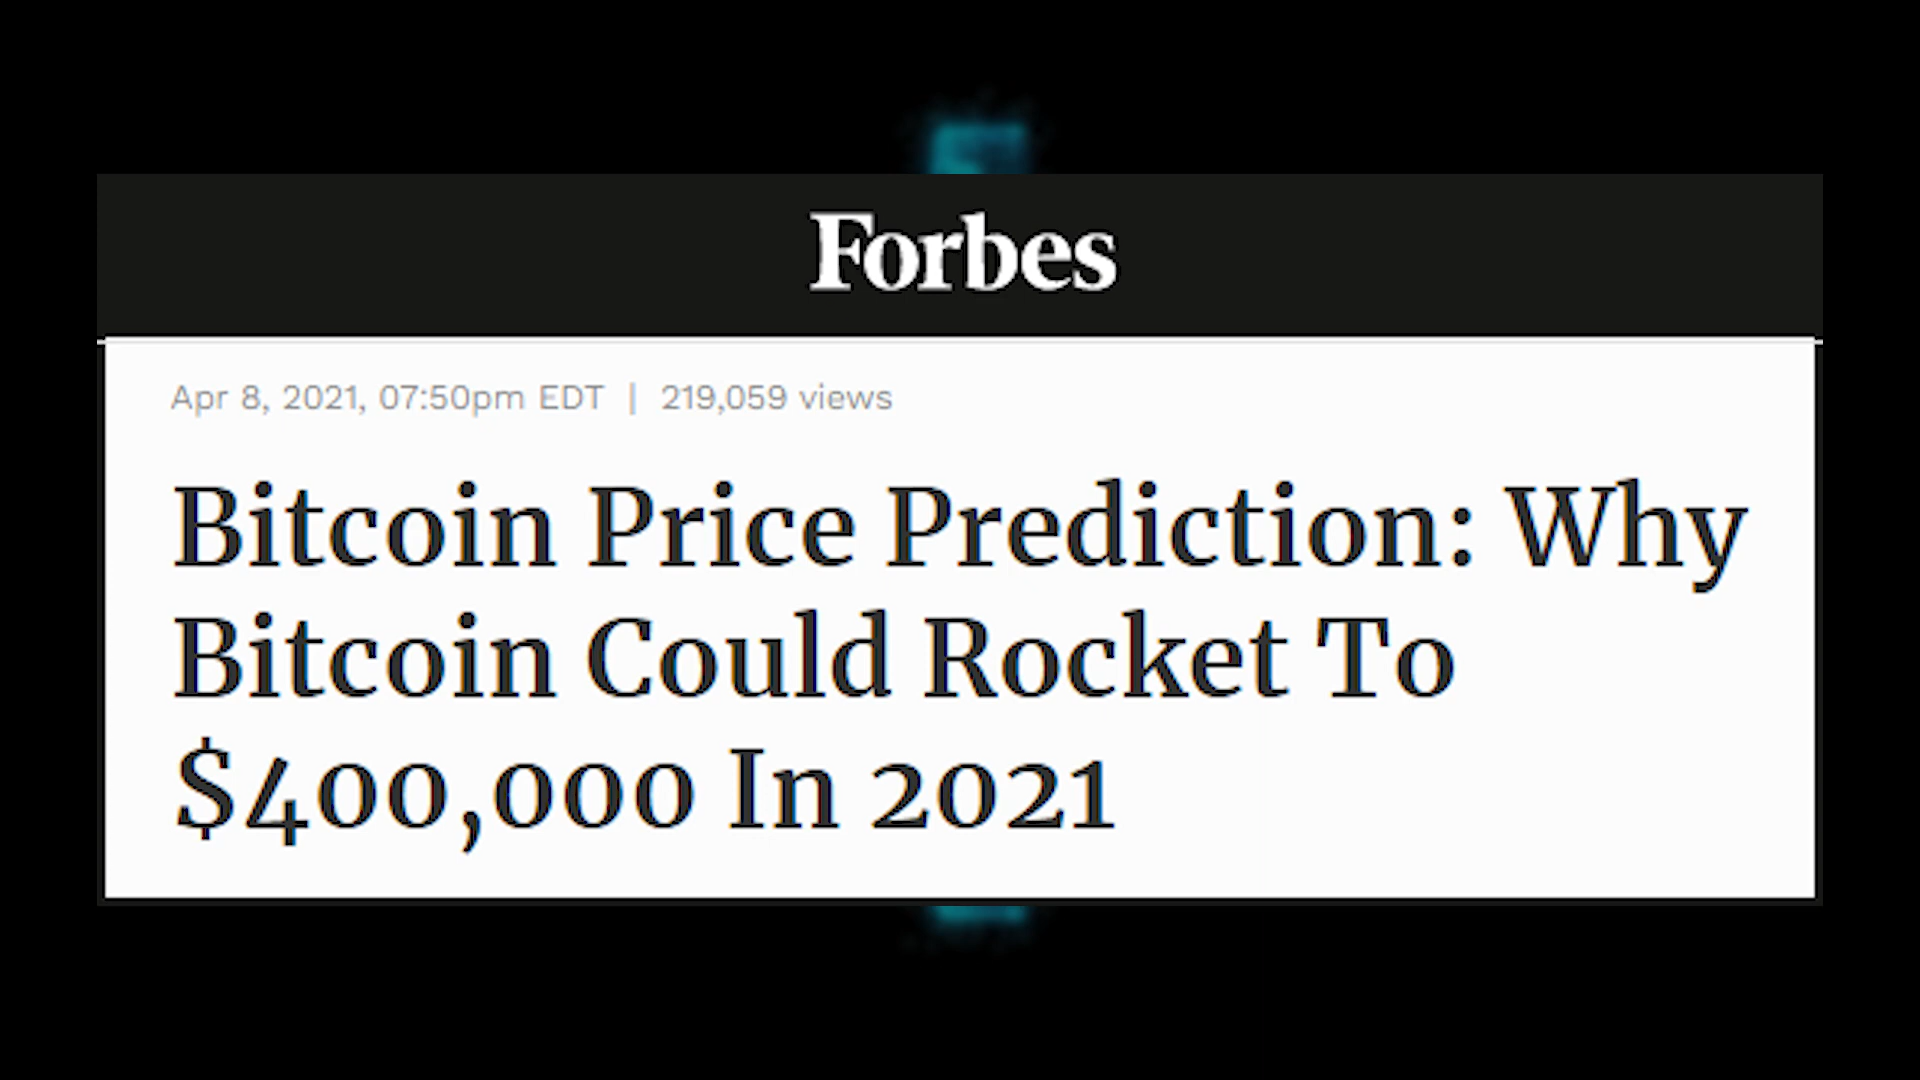 Forbes
Apr 8, 2021, 07:50pm EDT | 219,059 views
Bitcoin Price Prediction: Why
Bitcoin Could Rocket To
$400,000 In 2021